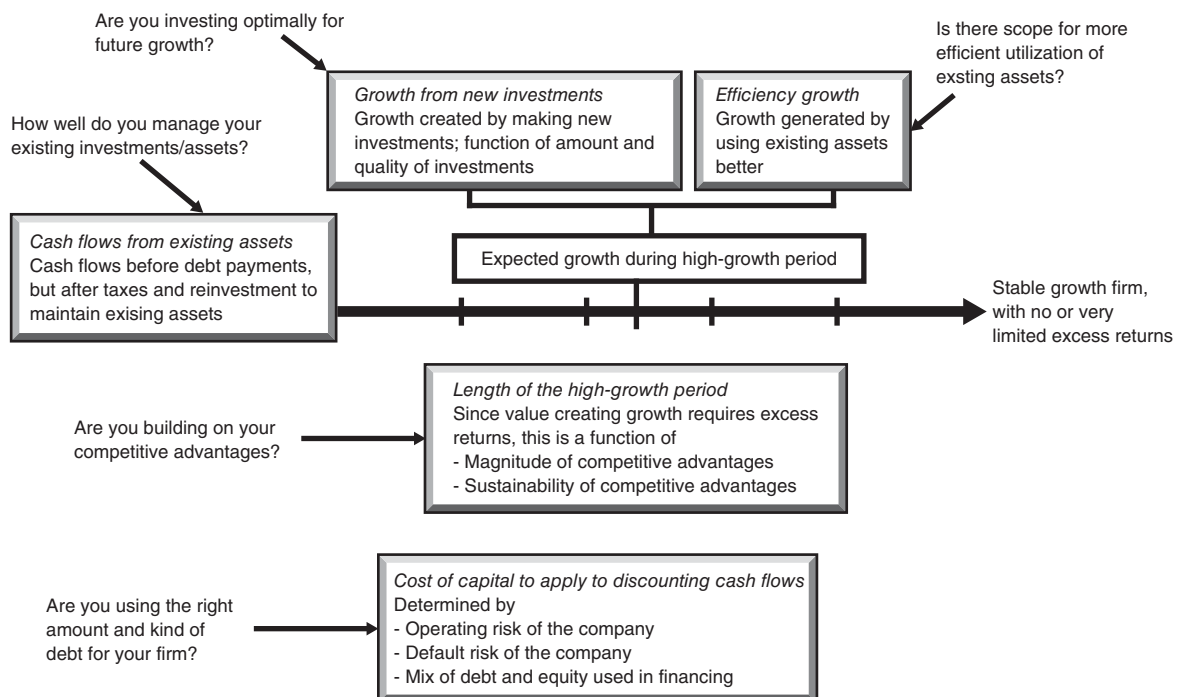 Are you investing optimally for
future growth?
Is there scope for more
efficient utilization of
exsting assets?
Growth from new investments
Growth created by making new
investments; function of amount and
quality of investments
Efficiency growth
Growth generated by
using existing assets
better
How well do you manage your
existing investments/assets?
Cash flows from existing assets
Cash flows before debt payments,
but after taxes and reinvestment to
maintain exising assets
Expected growth during high-growth period
Stable growth firm,
with no or very
limited excess returns
Are you building on your
competitive advantages?
Length of the high-growth period
Since value creating growth requires excess
returns, this is a function of
- Magnitude of competitive advantages
- Sustainability of competitive advantages
Are you using the right
amount and kind of
debt for your firm?
Cost of capital to apply to discounting cash flows
Determined by
- Operating risk of the company
- Default risk of the company
- Mix of debt and equity used in financing